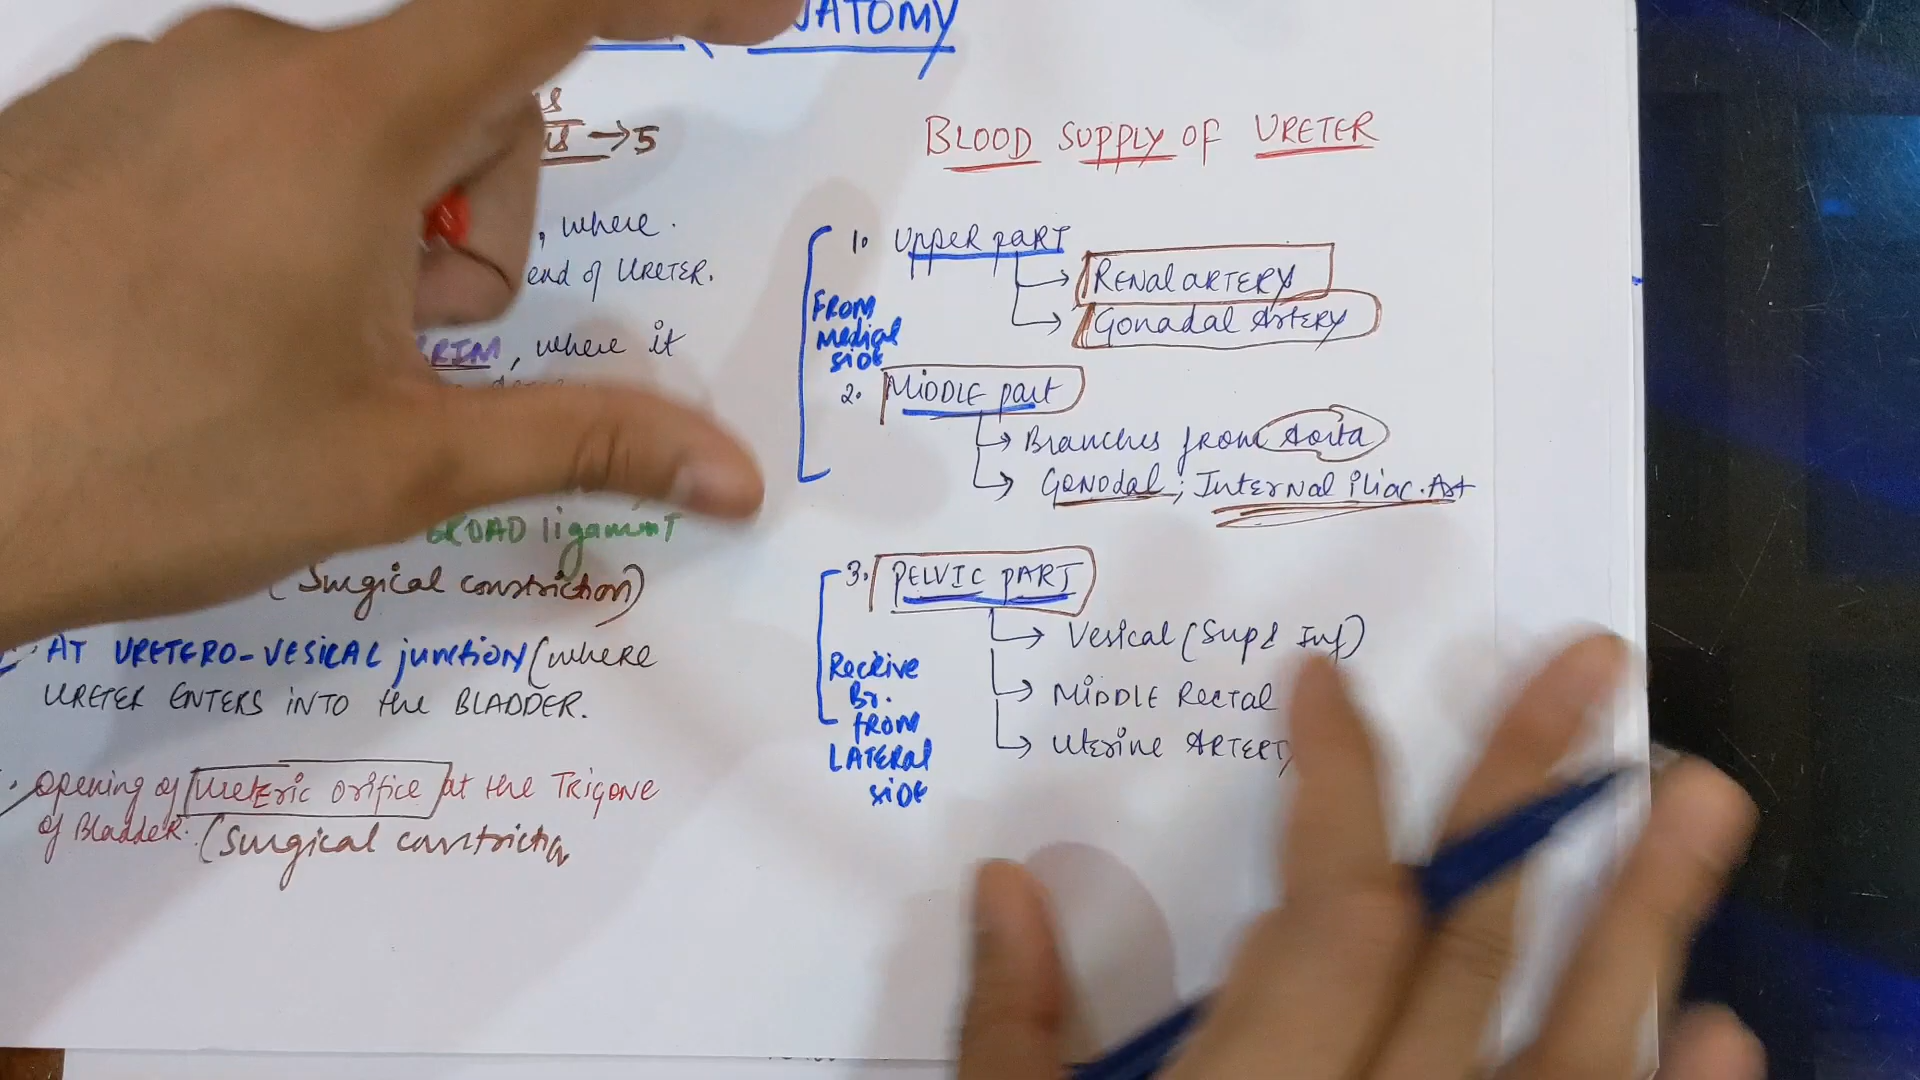 NATOMY
→5
, where.
end of URETER.
BRIM, where it
BROAD ligament
(Surgical constriction)
AT URETERO-VESICAL junction (where
URETER ENTERS iNTO the BLADDER.
Opening of Ureteric orifice at the TRIGONE
of Bladder. (Surgical constriction
BLOOD SUPPLY OF URETER
1. Upper paRT
RENal aRTERY
Gonadal Artery
FROM
Medial
siDE
2. MiDDLE part
Branches from Aorta
GONODal ; INTERNal iliac. Art
3. PELVIC PART
Vesical (Sup & Inf)
MiDDLE Rectal
Uterine ARTERY
Receive
Br.
from
LATERal
siDE